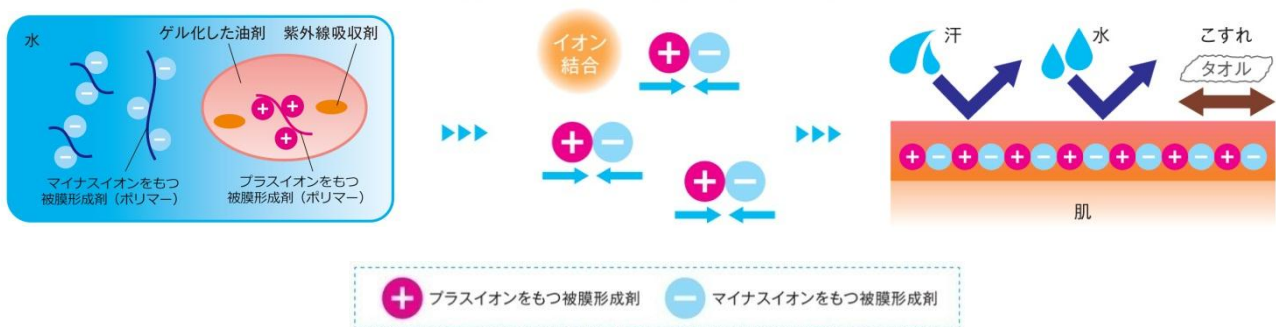 水
ゲル化した油剤
紫外線吸収剤
マイナスイオンをもつ
被膜形成剤（ポリマー）
プラスイオンをもつ
被膜形成剤（ポリマー）
イオン
結合
汗
水
こすれ
タオル
肌
プラスイオンをもつ被膜形成剤
マイナスイオンをもつ被膜形成剤